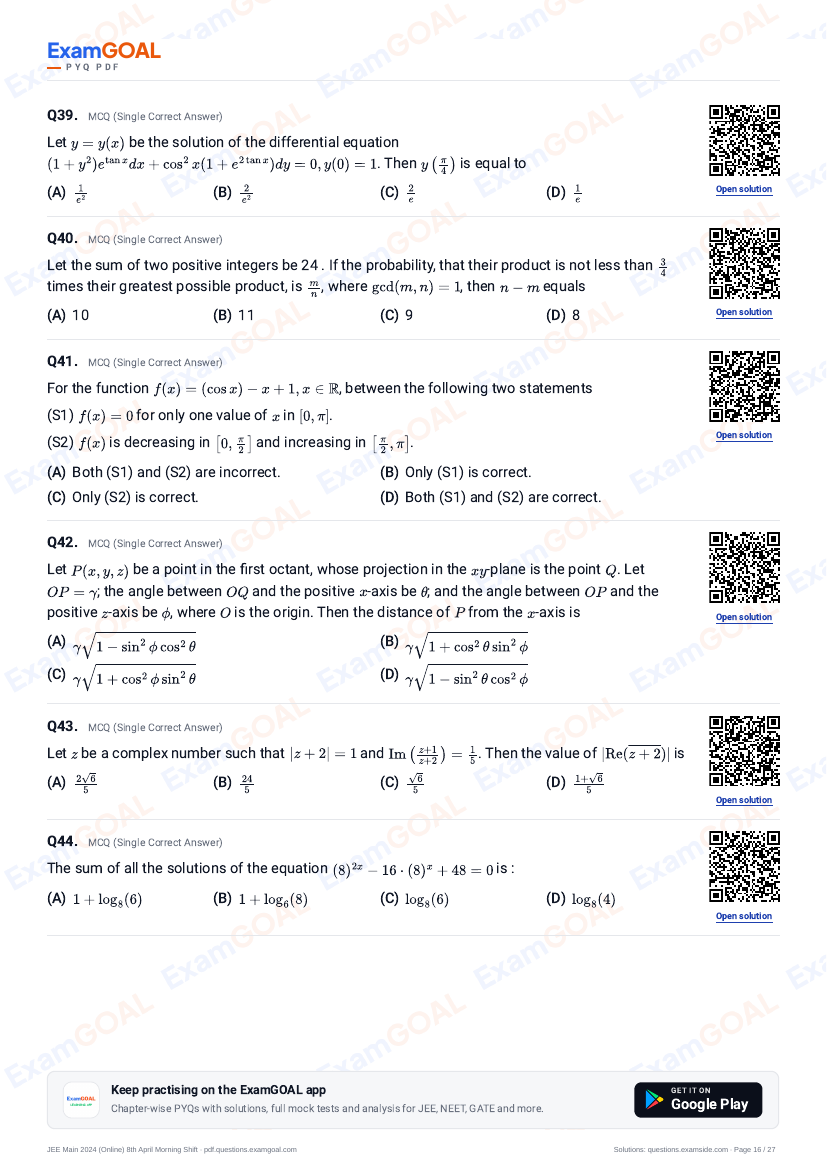 ExamGOAL
PYQ PDF
Q39. MCQ (Single Correct Answer)
Let y = y(x) be the solution of the differential equation
(1 + y²)e^{tan x}dx + cos² x(1 + e^{2 tan x})dy = 0, y(0) = 1. Then y(π/4) is equal to
(A) 1/e² (B) 2/e² (C) 2/e (D) 1/e
Open solution
Q40. MCQ (Single Correct Answer)
Let the sum of two positive integers be 24 . If the probability, that their product is not less than 3/4
times their greatest possible product, is m/n, where gcd(m, n) = 1, then n − m equals
(A) 10 (B) 11 (C) 9 (D) 8
Open solution
Q41. MCQ (Single Correct Answer)
For the function f(x) = (cos x) − x + 1, x ∈ ℝ, between the following two statements
(S1) f(x) = 0 for only one value of x in [0, π].
(S2) f(x) is decreasing in [0, π/2] and increasing in [π/2, π].
(A) Both (S1) and (S2) are incorrect. (B) Only (S1) is correct.
(C) Only (S2) is correct. (D) Both (S1) and (S2) are correct.
Open solution
Q42. MCQ (Single Correct Answer)
Let P(x, y, z) be a point in the first octant, whose projection in the xy-plane is the point Q. Let
OP = γ; the angle between OQ and the positive x-axis be θ; and the angle between OP and the
positive z-axis be ϕ, where O is the origin. Then the distance of P from the x-axis is
(A) γ√(1 − sin² ϕ cos² θ) (B) γ√(1 + cos² θ sin² ϕ)
(C) γ√(1 + cos² ϕ sin² θ) (D) γ√(1 − sin² θ cos² ϕ)
Open solution
Q43. MCQ (Single Correct Answer)
Let z be a complex number such that |z + 2| = 1 and Im((z+1)/(z+2)) = 1/5. Then the value of |Re(\overline{z + 2})| is
(A) 2√6/5 (B) 24/5 (C) √6/5 (D) (1+√6)/5
Open solution
Q44. MCQ (Single Correct Answer)
The sum of all the solutions of the equation (8)^{2x} − 16 · (8)^x + 48 = 0 is :
(A) 1 + log₈(6) (B) 1 + log₆(8) (C) log₈(6) (D) log₈(4)
Open solution
Keep practising on the ExamGOAL app
Chapter-wise PYQs with solutions, full mock tests and analysis for JEE, NEET, GATE and more.
GET IT ON
Google Play
JEE Main 2024 (Online) 8th April Morning Shift · pdf.questions.examgoal.com
Solutions: questions.examside.com · Page 16 / 27